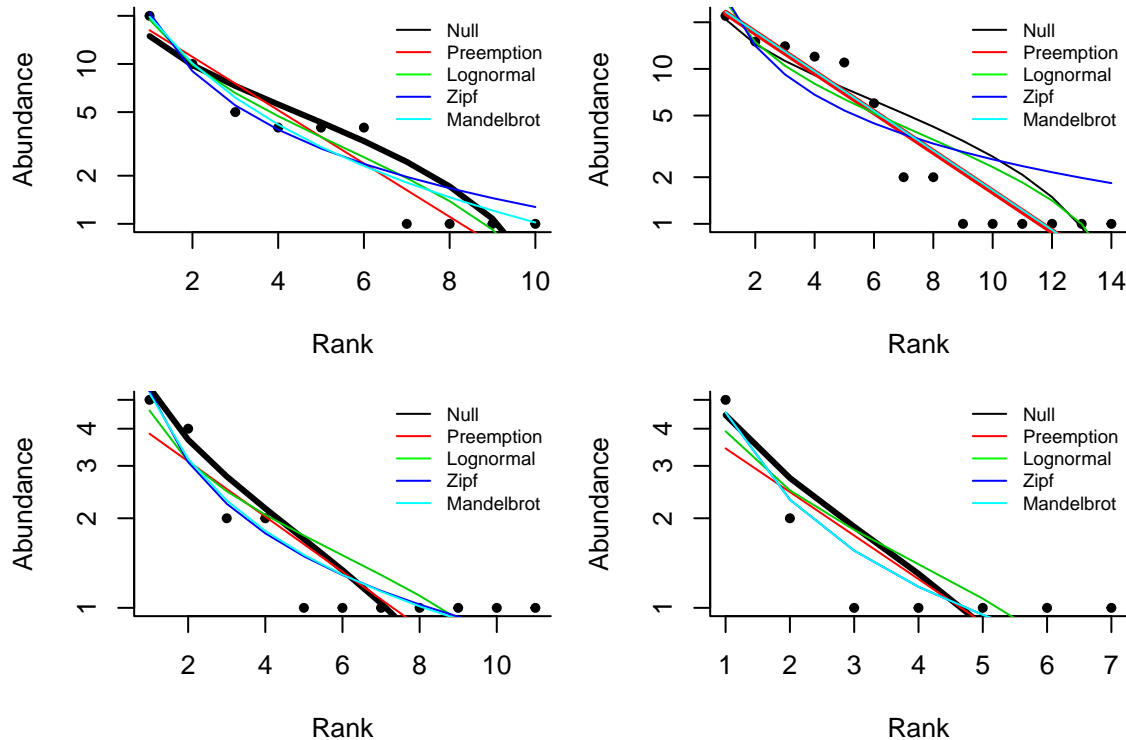 Abundance
10
5
2
1
2
4
6
8
10
Rank
Null
Preemption
Lognormal
Zipf
Mandelbrot
Abundance
10
5
2
1
2
4
6
8
10
12
14
Rank
Null
Preemption
Lognormal
Zipf
Mandelbrot
Abundance
4
3
2
1
2
4
6
8
10
Rank
Null
Preemption
Lognormal
Zipf
Mandelbrot
Abundance
4
3
2
1
1
2
3
4
5
6
7
Rank
Null
Preemption
Lognormal
Zipf
Mandelbrot